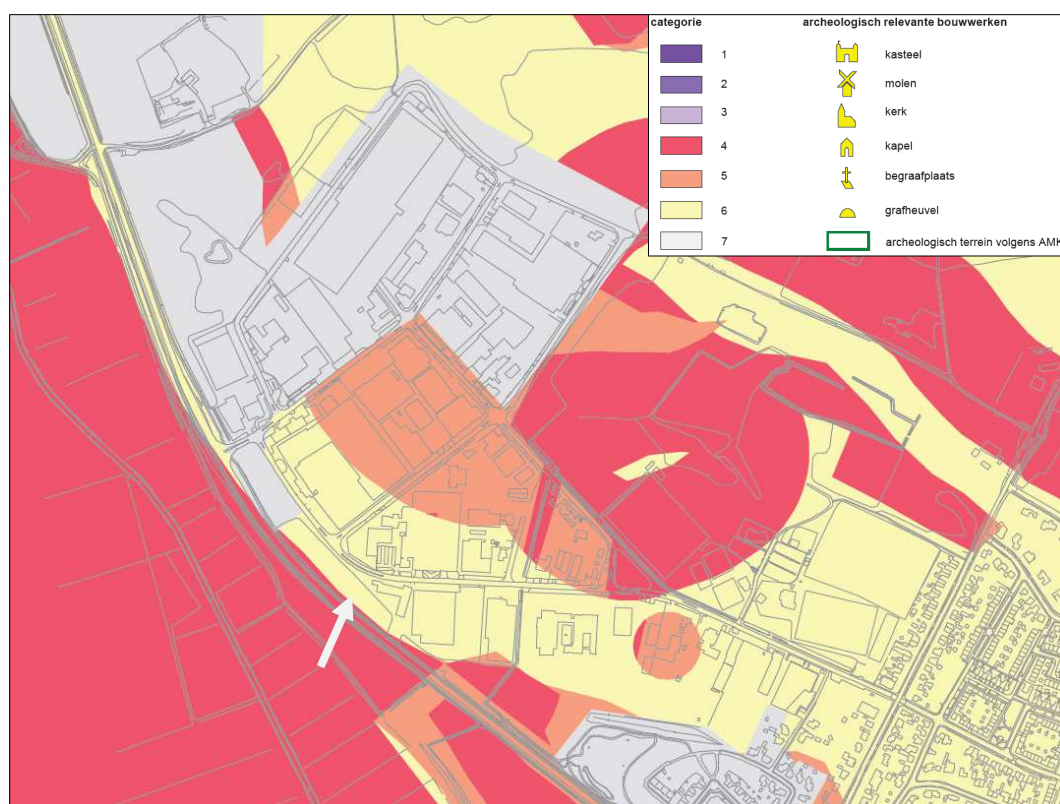 categorie archeologisch relevante bouwwerken
1 kasteel
2 molen
3 kerk
4 kapel
5 begraafplaats
6 grafheuvel
7 archeologisch terrein volgens AMK